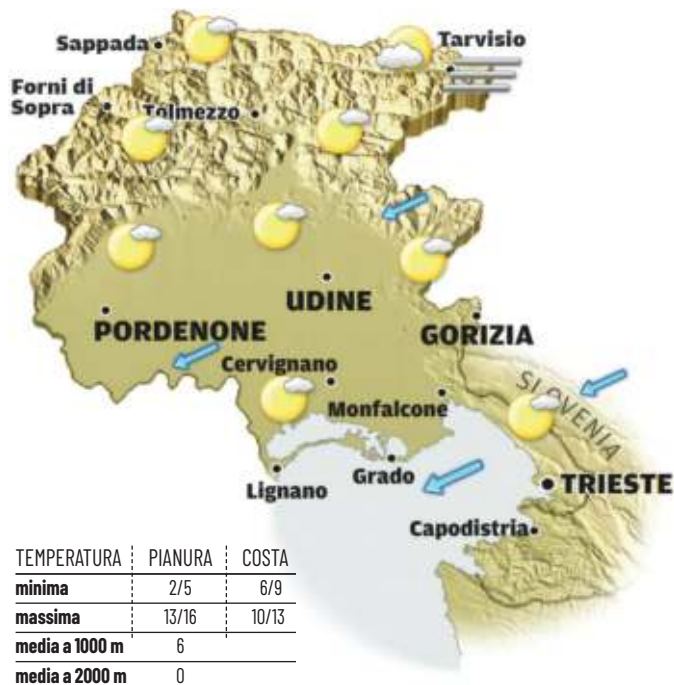 Sappada
Tarvisio
Forni di
Sopra
Tolmezzo
UDINE
PORDENONE
GORIZIA
Cervignano
SLOVENIA
Monfalcone
Lignano
Grado
TRIESTE
Capodistria
TEMPERATURA PIANURA COSTA
minima 2/5 6/9
massima 13/16 10/13
media a 1000 m 6
media a 2000 m 0